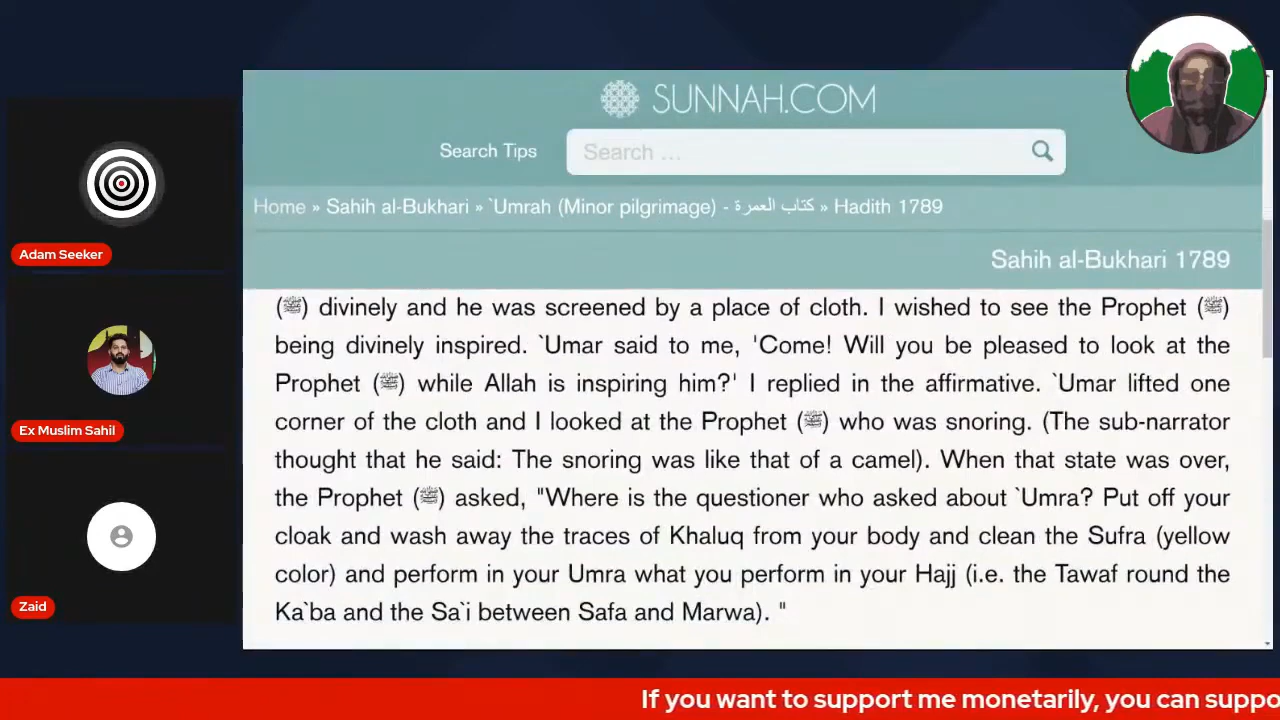 SUNNAH.COM
Search Tips
Search ...
Home » Sahih al-Bukhari » `Umrah (Minor pilgrimage) - كتاب العمرة » Hadith 1789
Sahih al-Bukhari 1789
(ﷺ) divinely and he was screened by a place of cloth. I wished to see the Prophet (ﷺ)
being divinely inspired. `Umar said to me, 'Come! Will you be pleased to look at the
Prophet (ﷺ) while Allah is inspiring him?' I replied in the affirmative. `Umar lifted one
corner of the cloth and I looked at the Prophet (ﷺ) who was snoring. (The sub-narrator
thought that he said: The snoring was like that of a camel). When that state was over,
the Prophet (ﷺ) asked, "Where is the questioner who asked about `Umra? Put off your
cloak and wash away the traces of Khaluq from your body and clean the Sufra (yellow
color) and perform in your Umra what you perform in your Hajj (i.e. the Tawaf round the
Ka`ba and the Sa`i between Safa and Marwa). "
Adam Seeker
Ex Muslim Sahil
Zaid
If you want to support me monetarily, you can suppo